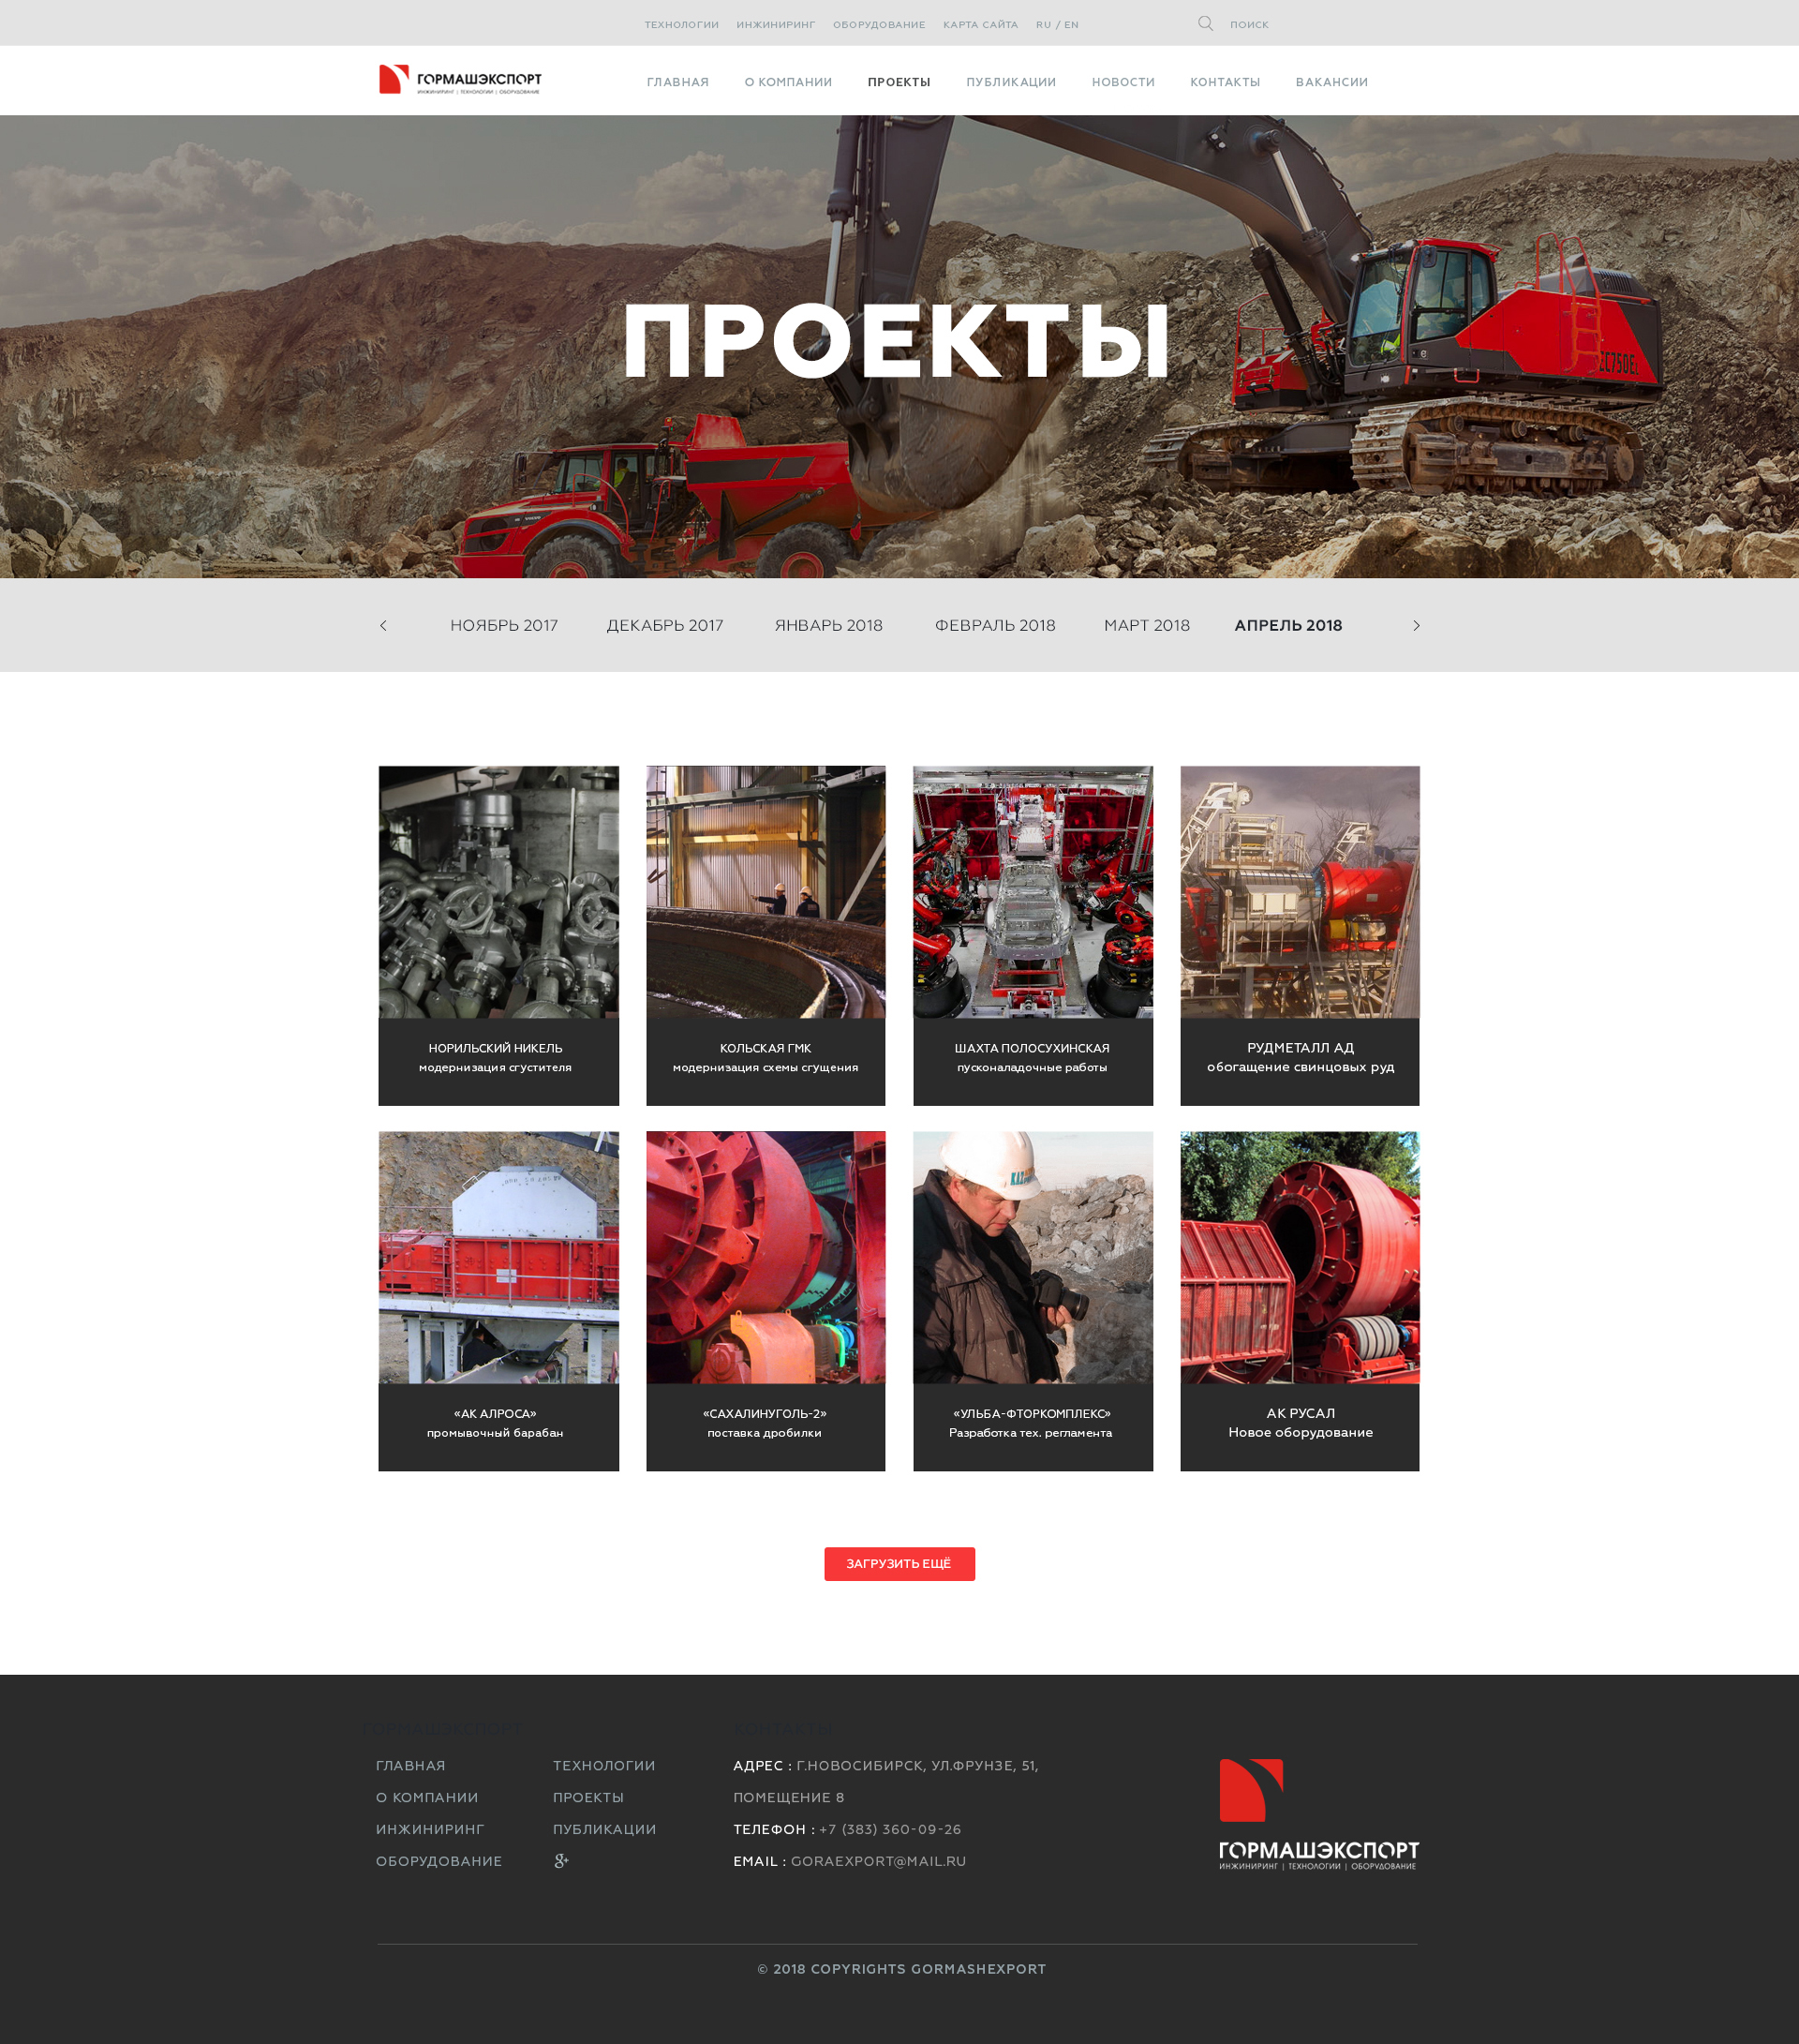 ТЕХНОЛОГИИ ИНЖИНИРИНГ ОБОРУДОВАНИЕ КАРТА САЙТА RU / EN ПОИСК
ГОРМАШЭКСПОРТ
ИНЖИНИРИНГ | ТЕХНОЛОГИИ | ОБОРУДОВАНИЕ
ГЛАВНАЯ О КОМПАНИИ ПРОЕКТЫ ПУБЛИКАЦИИ НОВОСТИ КОНТАКТЫ ВАКАНСИИ
EC750EL
ПРОЕКТЫ
НОЯБРЬ 2017 ДЕКАБРЬ 2017 ЯНВАРЬ 2018 ФЕВРАЛЬ 2018 МАРТ 2018 АПРЕЛЬ 2018
НОРИЛЬСКИЙ НИКЕЛЬ
модернизация сгустителя
КОЛЬСКАЯ ГМК
модернизация схемы сгущения
ШАХТА ПОЛОСУХИНСКАЯ
пусконаладочные работы
РУДМЕТАЛЛ АД
обогащение свинцовых руд
«АК АЛРОСА»
промывочный барабан
«САХАЛИНУГОЛЬ-2»
поставка дробилки
«УЛЬБА-ФТОРКОМПЛЕКС»
Разработка тех. регламента
АК РУСАЛ
Новое оборудование
ЗАГРУЗИТЬ ЕЩЁ
ГОРМАШЭКСПОРТ
КОНТАКТЫ
ГЛАВНАЯ
О КОМПАНИИ
ИНЖИНИРИНГ
ОБОРУДОВАНИЕ
ТЕХНОЛОГИИ
ПРОЕКТЫ
ПУБЛИКАЦИИ
g+
АДРЕС : Г.НОВОСИБИРСК, УЛ.ФРУНЗЕ, 51,
ПОМЕЩЕНИЕ 8
ТЕЛЕФОН : +7 (383) 360-09-26
EMAIL : GORAEXPORT@MAIL.RU
ГОРМАШЭКСПОРТ
ИНЖИНИРИНГ | ТЕХНОЛОГИИ | ОБОРУДОВАНИЕ
© 2018 COPYRIGHTS GORMASHEXPORT